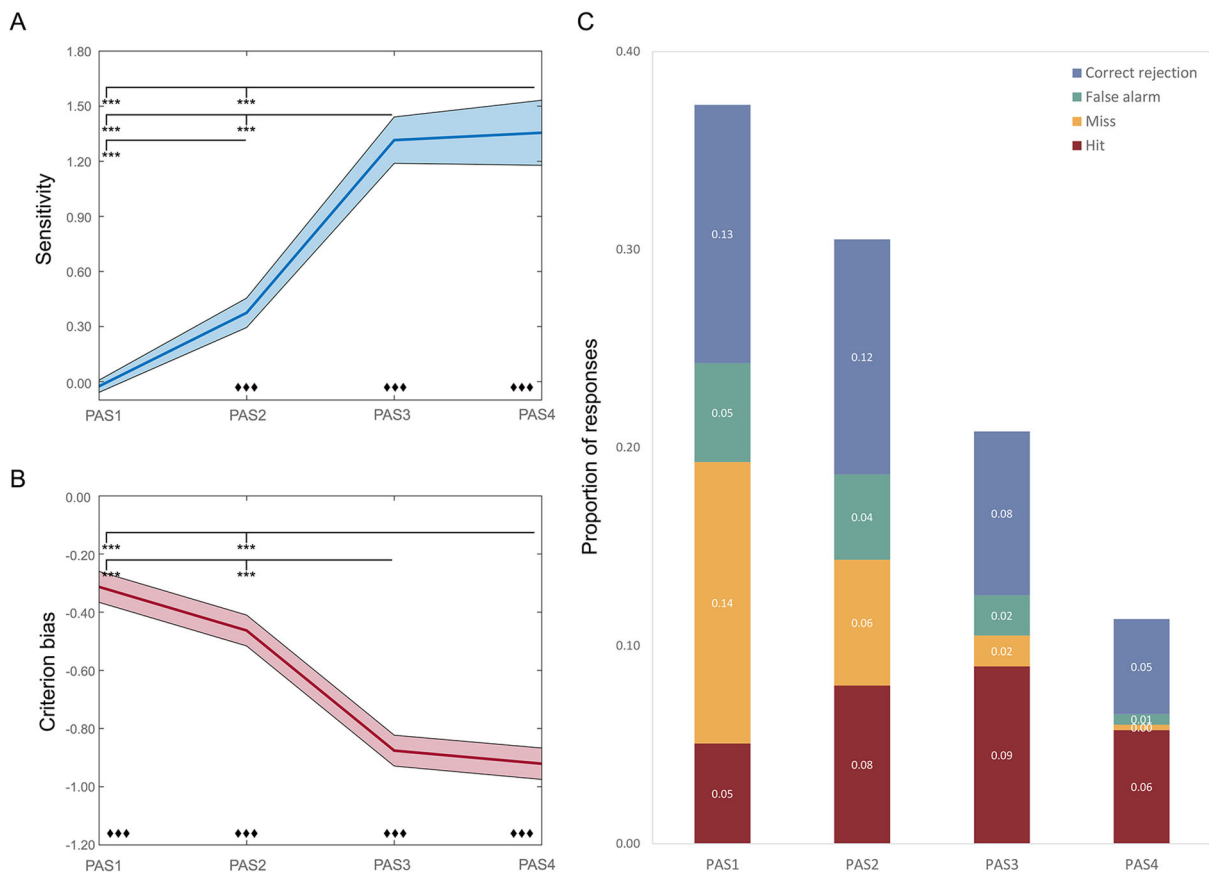 A
Sensitivity
1.80
1.50
1.20
0.90
0.60
0.30
0.00
*** ***
*** ***
***
♦♦♦ ♦♦♦ ♦♦♦
PAS1 PAS2 PAS3 PAS4
B
Criterion bias
0.00
-0.20
-0.40
-0.60
-0.80
-1.00
-1.20
*** ***
*** ***
♦♦♦ ♦♦♦ ♦♦♦ ♦♦♦
PAS1 PAS2 PAS3 PAS4
C
Proportion of responses
0.40
0.30
0.20
0.10
0.00
Correct rejection
False alarm
Miss
Hit
0.13
0.05
0.14
0.05
0.12
0.04
0.06
0.08
0.08
0.02
0.02
0.09
0.05
0.01
0.00
0.06
PAS1 PAS2 PAS3 PAS4